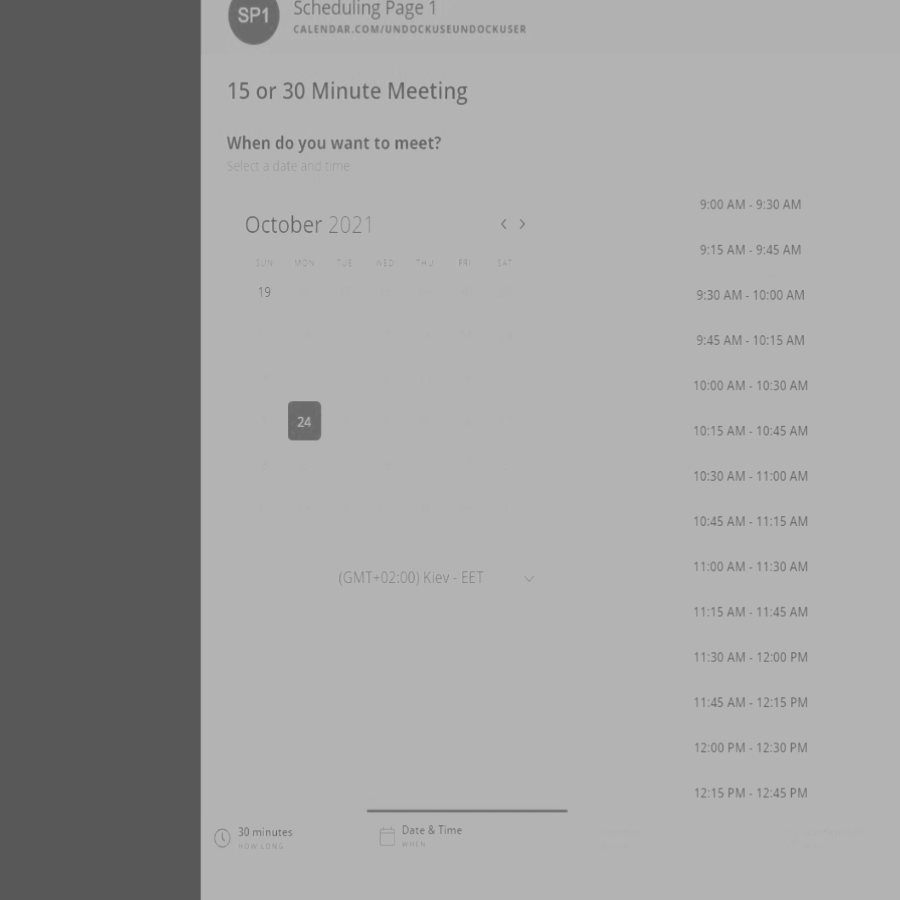 SP1
Scheduling Page 1
CALENDAR.COM/UNDOCKUSEUNDOCKUSER
15 or 30 Minute Meeting
When do you want to meet?
Select a date and time
October 2021
SUN MON TUE WED THU FRI SAT
19
24
(GMT+02:00) Kiev - EET
9:00 AM - 9:30 AM
9:15 AM - 9:45 AM
9:30 AM - 10:00 AM
9:45 AM - 10:15 AM
10:00 AM - 10:30 AM
10:15 AM - 10:45 AM
10:30 AM - 11:00 AM
10:45 AM - 11:15 AM
11:00 AM - 11:30 AM
11:15 AM - 11:45 AM
11:30 AM - 12:00 PM
11:45 AM - 12:15 PM
12:00 PM - 12:30 PM
12:15 PM - 12:45 PM
30 minutes
HOW LONG
Date & Time
WHEN